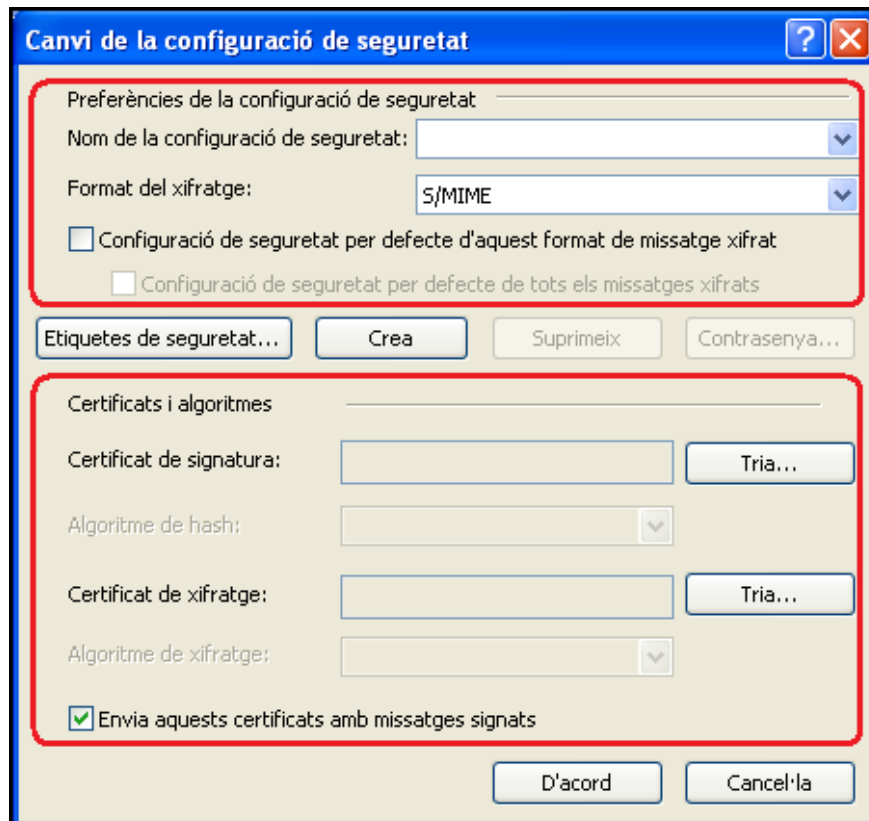 Canvi de la configuració de seguretat
Preferències de la configuració de seguretat
Nom de la configuració de seguretat:
Format del xifratge: S/MIME
Configuració de seguretat per defecte d'aquest format de missatge xifrat
Configuració de seguretat per defecte de tots els missatges xifrats
Etiquetes de seguretat... Crea Suprimeix Contrasenya...
Certificats i algoritmes
Certificat de signatura: Tria...
Algoritme de hash:
Certificat de xifratge: Tria...
Algoritme de xifratge:
Envia aquests certificats amb missatges signats
D'acord Cancel·la